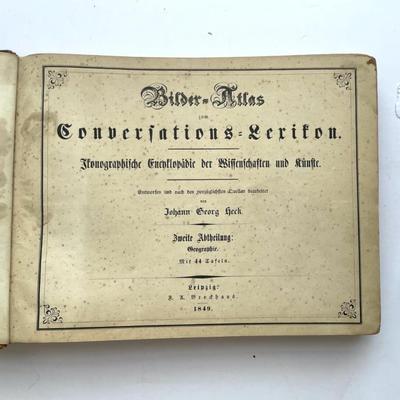 Bilder-Atlas
zum
Conversations-Lexikon.
Ikonographische Encyklopädie der Wissenschaften und Künste.
Entworfen und nach den vorzüglichsten Quellen bearbeitet
von
Johann Georg Heck.
Zweite Abtheilung:
Geographie.
Mit 44 Tafeln.
Leipzig:
F. A. Brockhaus.
1849.